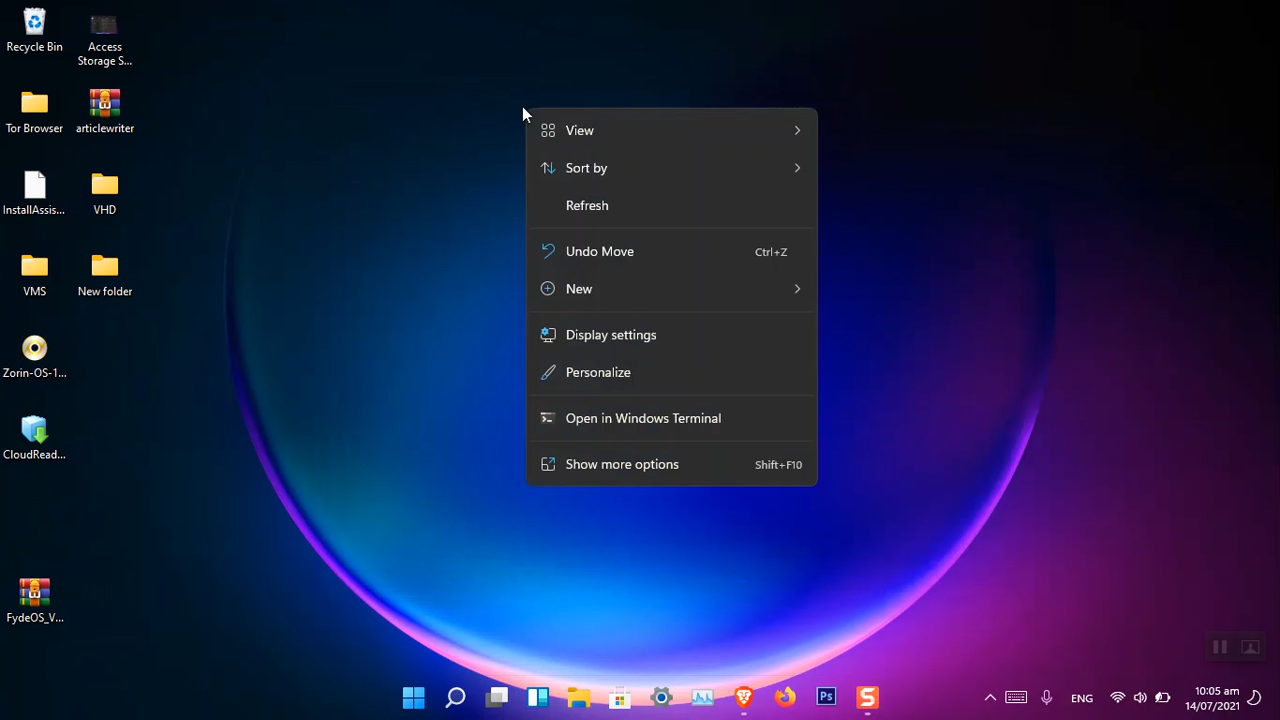 Recycle Bin
Access
Storage S...
Tor Browser
articlewriter
InstallAssis...
VHD
VMS
New folder
Zorin-OS-1...
CloudRead...
FydeOS_V...
View
Sort by
Refresh
Undo Move Ctrl+Z
New
Display settings
Personalize
Open in Windows Terminal
Show more options Shift+F10
Ps
S
ENG
10:05 am
14/07/2021